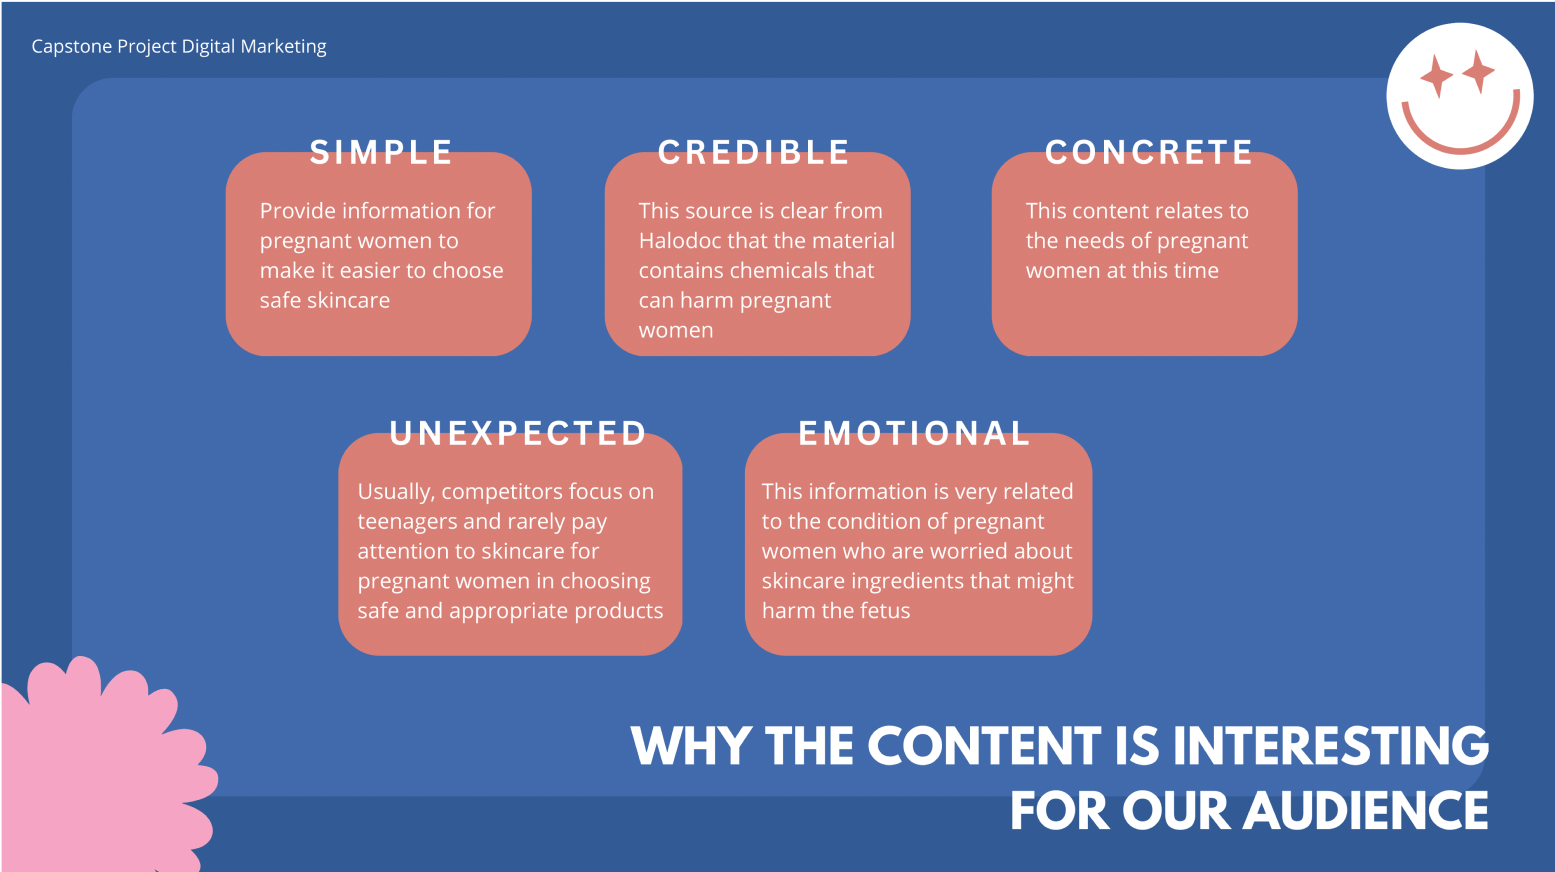 Capstone Project Digital Marketing
SIMPLE
Provide information for
pregnant women to
make it easier to choose
safe skincare
CREDIBLE
This source is clear from
Halodoc that the material
contains chemicals that
can harm pregnant
women
CONCRETE
This content relates to
the needs of pregnant
women at this time
UNEXPECTED
Usually, competitors focus on
teenagers and rarely pay
attention to skincare for
pregnant women in choosing
safe and appropriate products
EMOTIONAL
This information is very related
to the condition of pregnant
women who are worried about
skincare ingredients that might
harm the fetus
WHY THE CONTENT IS INTERESTING
FOR OUR AUDIENCE